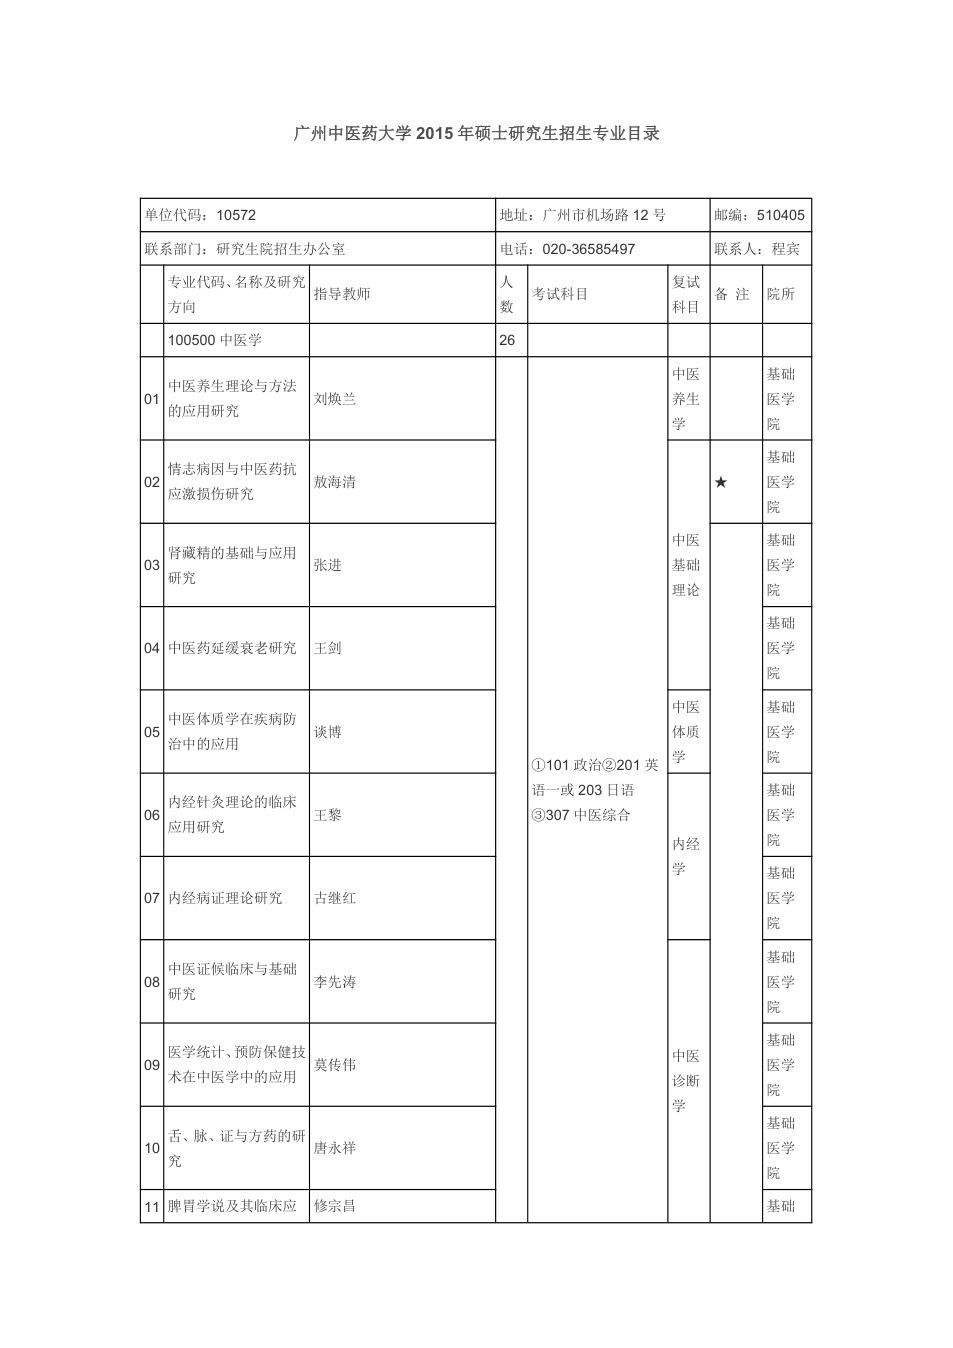 广州中医药大学 2015 年硕士研究生招生专业目录
单位代码：10572
地址：广州市机场路 12 号
邮编：510405
联系部门：研究生院招生办公室
电话：020-36585497
联系人：程宾
专业代码、名称及研究
方向
指导教师
人
数
考试科目
复试
科目
备 注
院所
100500 中医学
26
01
中医养生理论与方法
的应用研究
刘焕兰
中医
养生
学
基础
医学
院
02
情志病因与中医药抗
应激损伤研究
敖海清
★
基础
医学
院
03
肾藏精的基础与应用
研究
张进
中医
基础
理论
基础
医学
院
04
中医药延缓衰老研究
王剑
基础
医学
院
05
中医体质学在疾病防
治中的应用
谈博
中医
体质
学
基础
医学
院
①101 政治②201 英
语一或 203 日语
③307 中医综合
06
内经针灸理论的临床
应用研究
王黎
内经
学
基础
医学
院
07
内经病证理论研究
古继红
基础
医学
院
08
中医证候临床与基础
研究
李先涛
基础
医学
院
09
医学统计、预防保健技
术在中医学中的应用
莫传伟
中医
诊断
学
基础
医学
院
10
舌、脉、证与方药的研
究
唐永祥
基础
医学
院
11
脾胃学说及其临床应
修宗昌
基础